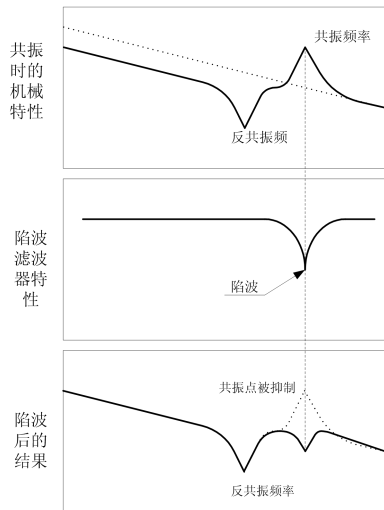 共振
时的
机械
特性
共振频率
反共振频
陷波
滤波
器特
性
陷波
陷波
后的
结果
共振点被抑制
反共振频率